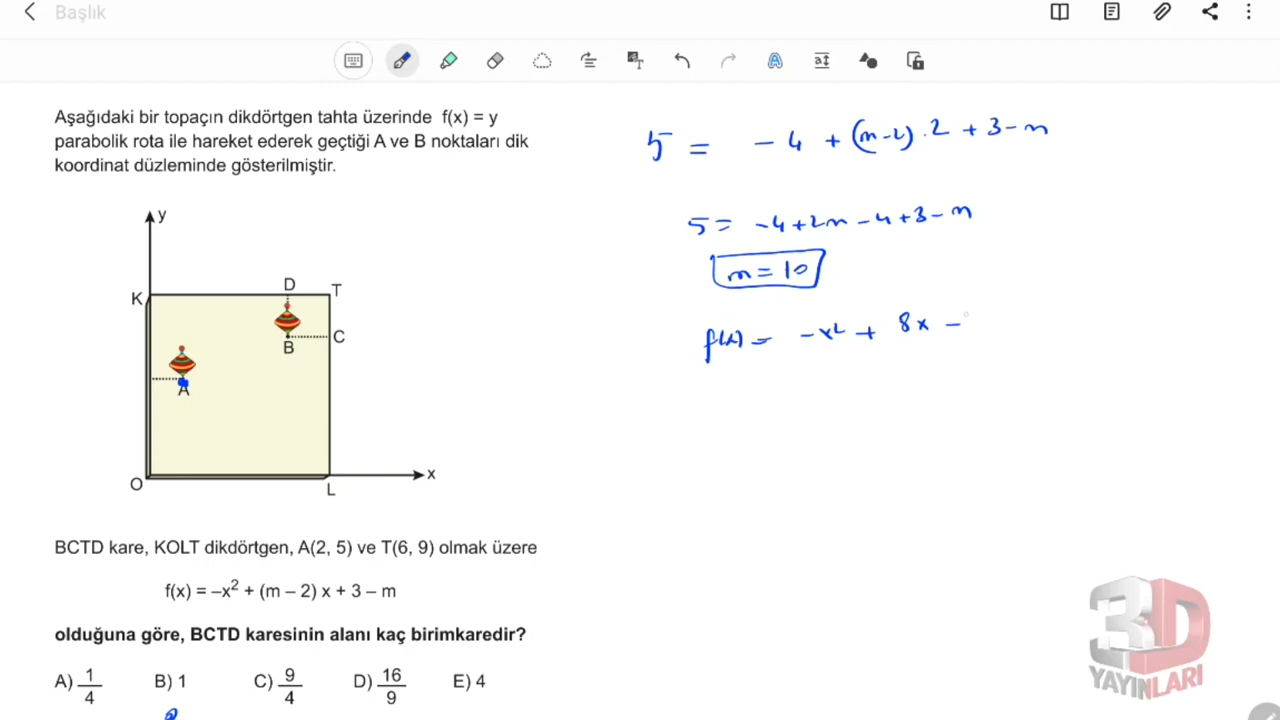 Başlık
Aşağıdaki bir topaçın dikdörtgen tahta üzerinde f(x) = y
parabolik rota ile hareket ederek geçtiği A ve B noktaları dik
koordinat düzleminde gösterilmiştir.
y
K
D
T
B
C
A
O
L
x
BCTD kare, KOLT dikdörtgen, A(2, 5) ve T(6, 9) olmak üzere
f(x) = –x² + (m – 2) x + 3 – m
olduğuna göre, BCTD karesinin alanı kaç birimkaredir?
A) 1/4 B) 1 C) 9/4 D) 16/9 E) 4
5 = -4 + (m-2).2 + 3-m
5 = -4+2m-4+3-m
m = 10
f(x) = -x² + 8x -
3D
YAYINLARI